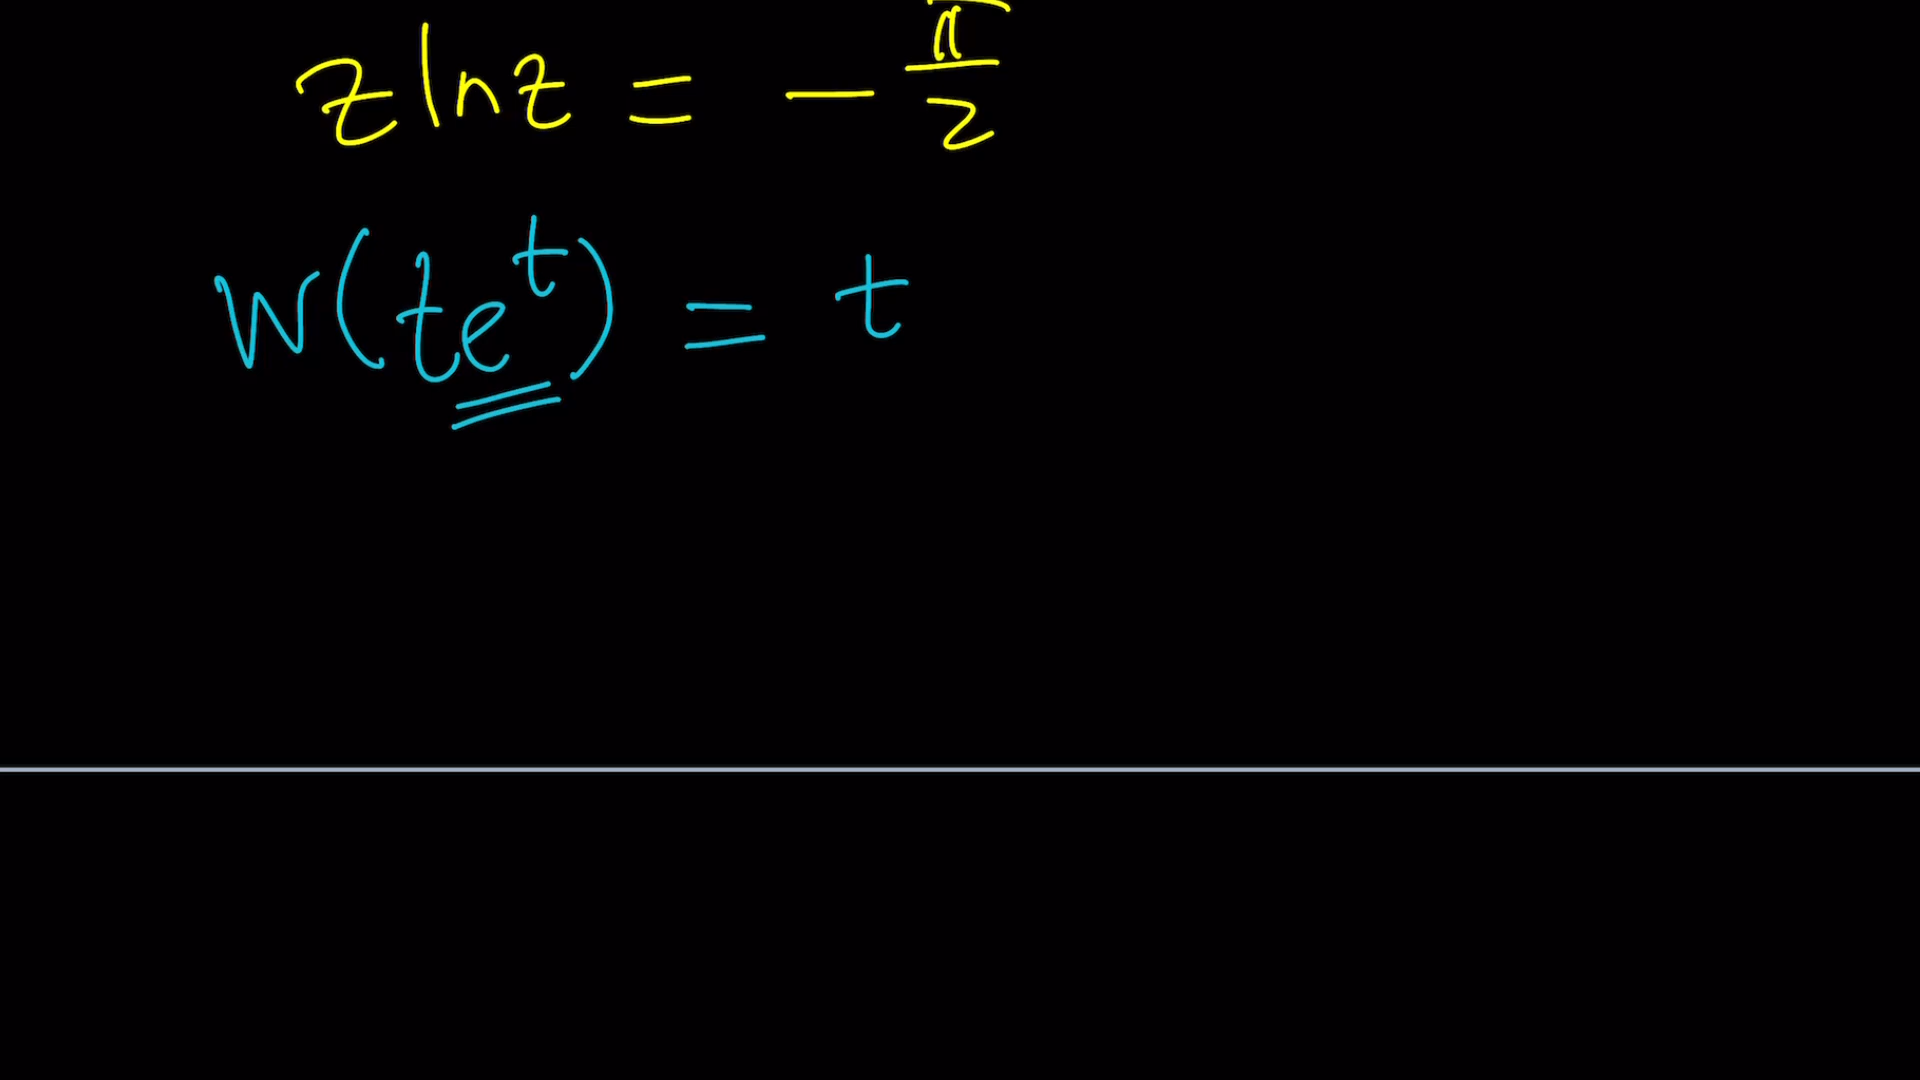 z ln z = - π/2
W(te^t) = t